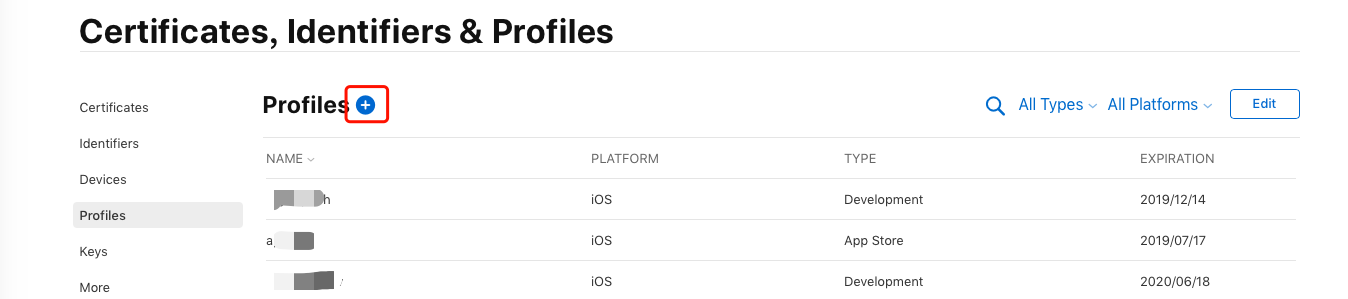 Certificates, Identifiers & Profiles
Certificates
Identifiers
Devices
Profiles
Keys
More
Profiles
All Types
All Platforms
Edit
NAME PLATFORM TYPE EXPIRATION
h iOS Development 2019/12/14
a iOS App Store 2019/07/17
iOS Development 2020/06/18